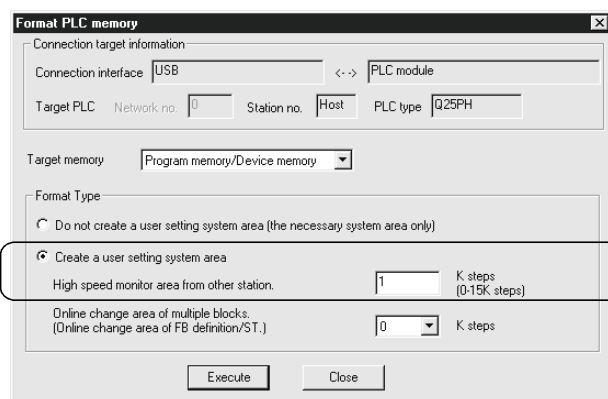 Format PLC memory
Connection target information
Connection interface USB <--> PLC module
Target PLC Network no. 0 Station no. Host PLC type Q25PH
Target memory Program memory/Device memory
Format Type
Do not create a user setting system area (the necessary system area only)
Create a user setting system area
High speed monitor area from other station. 1 K steps
(0-15K steps)
Online change area of multiple blocks.
(Online change area of FB definition/ST.) 0 K steps
Execute Close